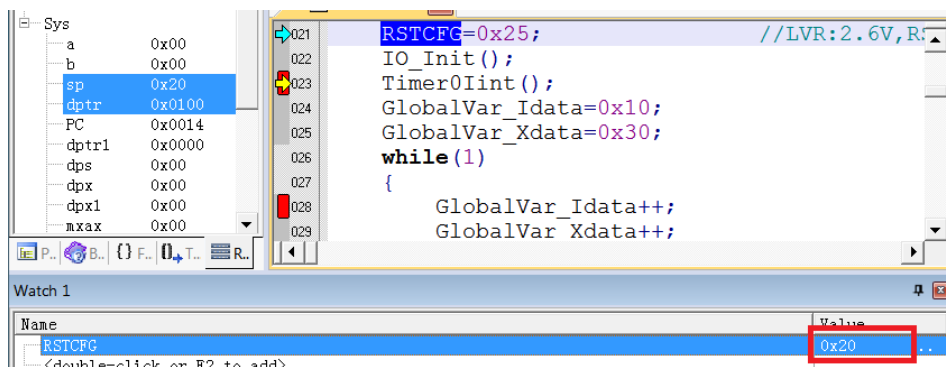 Sys
a 0x00
b 0x00
sp 0x20
dptr 0x0100
PC 0x0014
dptr1 0x0000
dps 0x00
dpx 0x00
dpx1 0x00
mxax 0x00
P.. B.. {} F.. 0 T.. R..
021 RSTCFG=0x25; //LVR:2.6V,RS
022 IO_Init();
023 Timer0Iint();
024 GlobalVar_Idata=0x10;
025 GlobalVar_Xdata=0x30;
026 while(1)
027 {
028 GlobalVar_Idata++;
029 GlobalVar_Xdata++;
Watch 1
Name Value
RSTCFG 0x20 ..
<double-click or F2 to add>